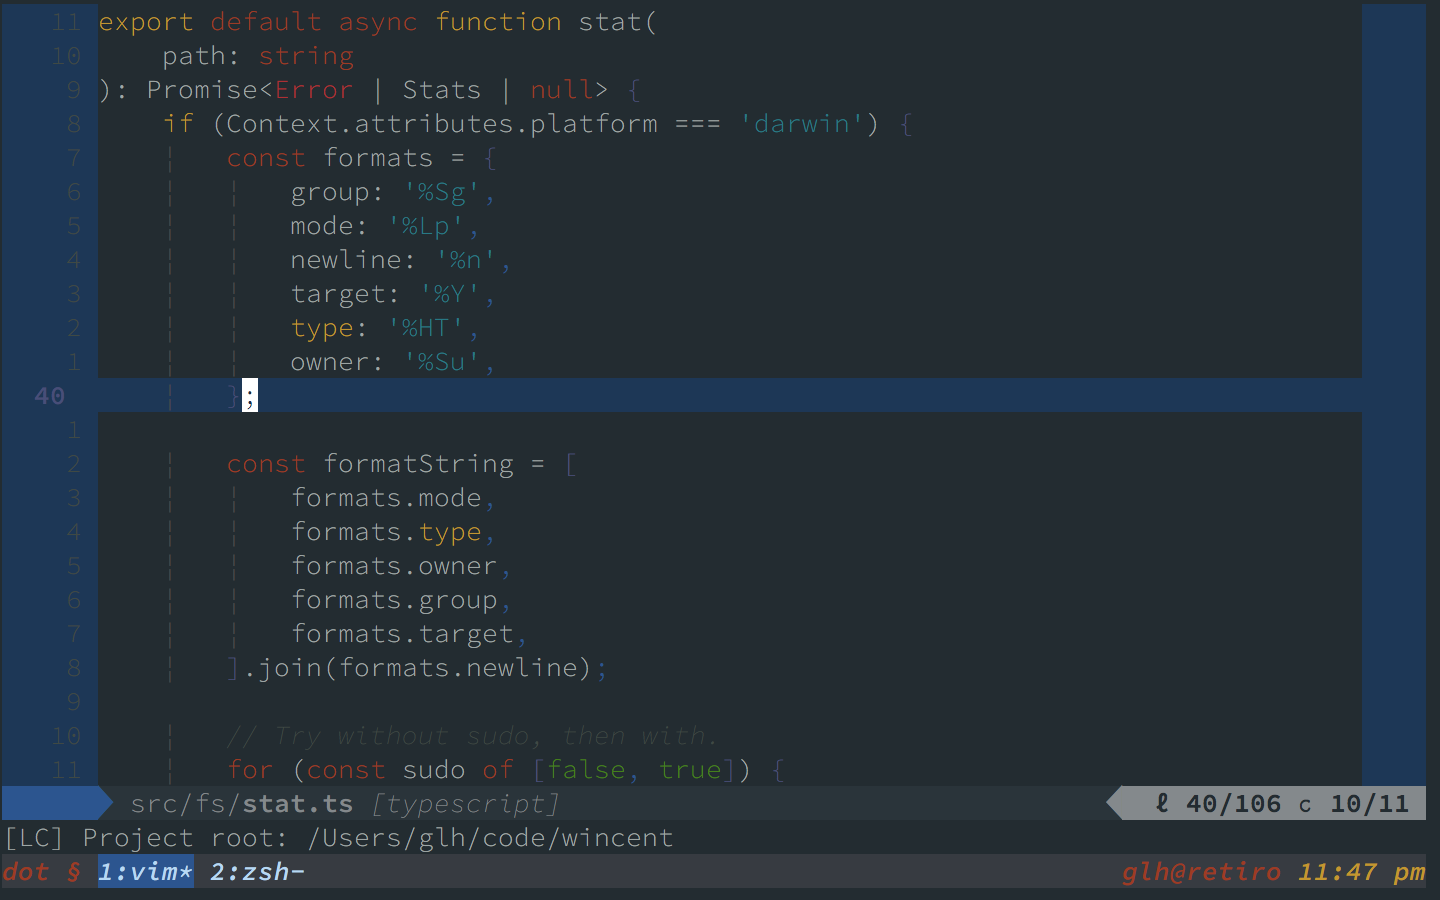 11 export default async function stat(
10     path: string
9 ): Promise<Error | Stats | null> {
8     if (Context.attributes.platform === 'darwin') {
7     ¦   const formats = {
6     ¦   ¦   group: '%Sg',
5     ¦   ¦   mode: '%Lp',
4     ¦   ¦   newline: '%n',
3     ¦   ¦   target: '%Y',
2     ¦   ¦   type: '%HT',
1     ¦   ¦   owner: '%Su',
40     ¦   };
1
2     ¦   const formatString = [
3     ¦   ¦   formats.mode,
4     ¦   ¦   formats.type,
5     ¦   ¦   formats.owner,
6     ¦   ¦   formats.group,
7     ¦   ¦   formats.target,
8     ¦   ].join(formats.newline);
9
10     ¦   // Try without sudo, then with.
11     ¦   for (const sudo of [false, true]) {
src/fs/stat.ts [typescript] ℓ 40/106 c 10/11
[LC] Project root: /Users/glh/code/wincent
dot § 1:vim* 2:zsh- glh@retiro 11:47 pm